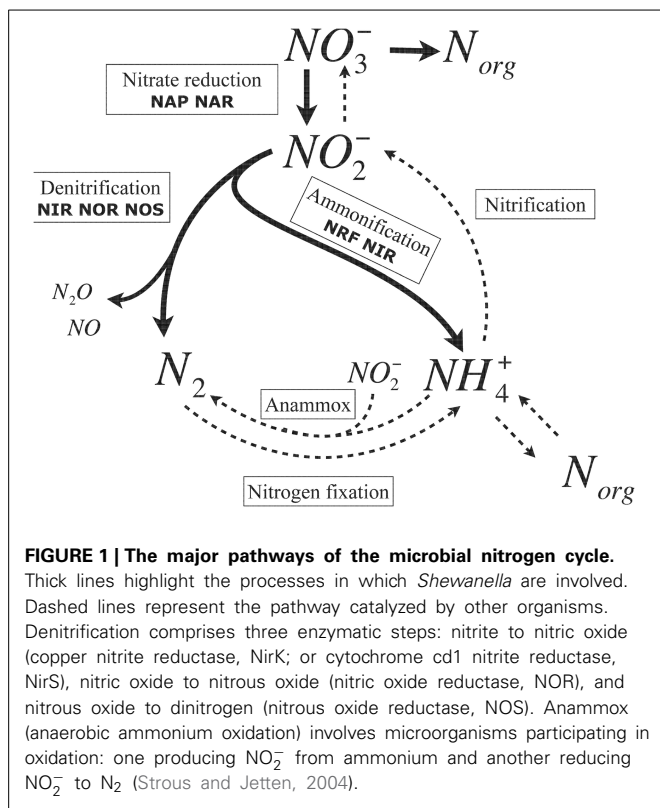 NO₃⁻
N org
Nitrate reduction
NAP NAR
NO₂⁻
Denitrification
NIR NOR NOS
Ammonification
NRF NIR
Nitrification
N₂O
NO
N₂
NO₂⁻
NH₄⁺
Anammox
N org
Nitrogen fixation
FIGURE 1 | The major pathways of the microbial nitrogen cycle.
Thick lines highlight the processes in which Shewanella are involved.
Dashed lines represent the pathway catalyzed by other organisms.
Denitrification comprises three enzymatic steps: nitrite to nitric oxide
(copper nitrite reductase, NirK; or cytochrome cd1 nitrite reductase,
NirS), nitric oxide to nitrous oxide (nitric oxide reductase, NOR), and
nitrous oxide to dinitrogen (nitrous oxide reductase, NOS). Anammox
(anaerobic ammonium oxidation) involves microorganisms participating in
oxidation: one producing NO₂⁻ from ammonium and another reducing
NO₂⁻ to N₂ (Strous and Jetten, 2004).